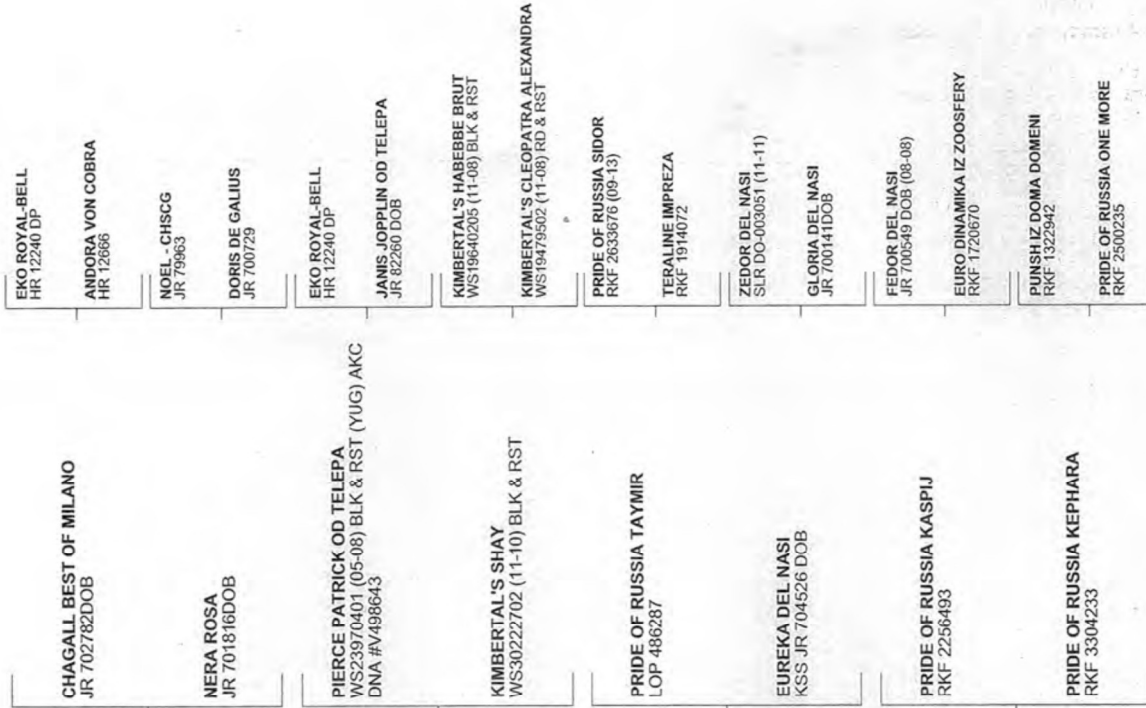 CHAGALL BEST OF MILANO
JR 702782DOB
NERA ROSA
JR 701816DOB
PIERCE PATRICK OD TELEPA
WS23970401 (05-08) BLK & RST (YUG) AKC
DNA #V498643
KIMBERTAL'S SHAY
WS30222702 (11-10) BLK & RST
PRIDE OF RUSSIA TAYMIR
LOP 486287
EUREKA DEL NASI
KSS JR 704526 DOB
PRIDE OF RUSSIA KASPIJ
RKF 2256493
PRIDE OF RUSSIA KEPHARA
RKF 3304233
EKO ROYAL-BELL
HR 12240 DP
ANDORA VON COBRA
HR 12666
NOEL - CHSCG
JR 79963
DORIS DE GALIUS
JR 700729
EKO ROYAL-BELL
HR 12240 DP
JANIS JOPPLIN OD TELEPA
JR 82260 DOB
KIMBERTAL'S HABEBBE BRUT
WS19640205 (11-08) BLK & RST
KIMBERTAL'S CLEOPATRA ALEXANDRA
WS19479502 (11-08) RD & RST
PRIDE OF RUSSIA SIDOR
RKF 2633676 (09-13)
TERALINE IMPREZA
RKF 1914072
ZEDOR DEL NASI
SLR DO-003051 (11-11)
GLORIA DEL NASI
JR 700141DOB
FEDOR DEL NASI
JR 700549 DOB (08-08)
EURO DINAMIKA IZ ZOOSFERY
RKF 1720670
PUNSH IZ DOMA DOMENI
RKF 1322942
PRIDE OF RUSSIA ONE MORE
RKF 2500235